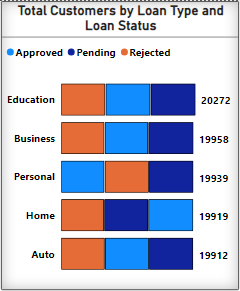 Total Customers by Loan Type and
Loan Status
Approved Pending Rejected
Education 20272
Business 19958
Personal 19939
Home 19919
Auto 19912